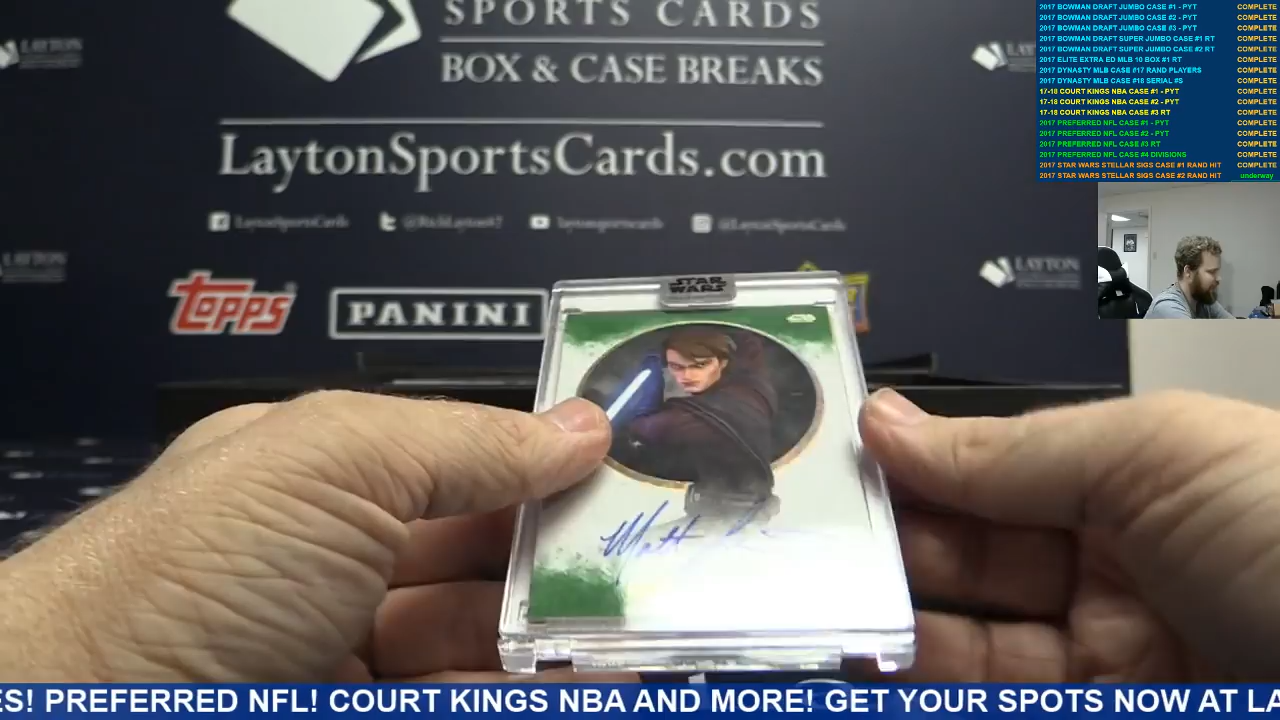 SPORTS CARDS
BOX & CASE BREAKS
LaytonSportsCards.com
LaytonSportsCards
@RichLayton47
laytonsportscards
@LaytonSportsCards
LAYTON
LAYTON
TOPPS
PANINI
STAR WARS
Matt
2017 BOWMAN DRAFT JUMBO CASE #1 - PYT COMPLETE
2017 BOWMAN DRAFT JUMBO CASE #2 - PYT COMPLETE
2017 BOWMAN DRAFT JUMBO CASE #3 - PYT COMPLETE
2017 BOWMAN DRAFT SUPER JUMBO CASE #1 RT COMPLETE
2017 BOWMAN DRAFT SUPER JUMBO CASE #2 RT COMPLETE
2017 ELITE EXTRA ED MLB 10 BOX #1 RT COMPLETE
2017 DYNASTY MLB CASE #17 RAND PLAYERS COMPLETE
2017 DYNASTY MLB CASE #18 SERIAL #S COMPLETE
17-18 COURT KINGS NBA CASE #1 - PYT COMPLETE
17-18 COURT KINGS NBA CASE #2 - PYT COMPLETE
17-18 COURT KINGS NBA CASE #3 RT COMPLETE
2017 PREFERRED NFL CASE #1 - PYT COMPLETE
2017 PREFERRED NFL CASE #2 - PYT COMPLETE
2017 PREFERRED NFL CASE #3 RT COMPLETE
2017 PREFERRED NFL CASE #4 DIVISIONS COMPLETE
2017 STAR WARS STELLAR SIGS CASE #1 RAND HIT COMPLETE
2017 STAR WARS STELLAR SIGS CASE #2 RAND HIT underway
ES! PREFERRED NFL! COURT KINGS NBA AND MORE! GET YOUR SPOTS NOW AT LA